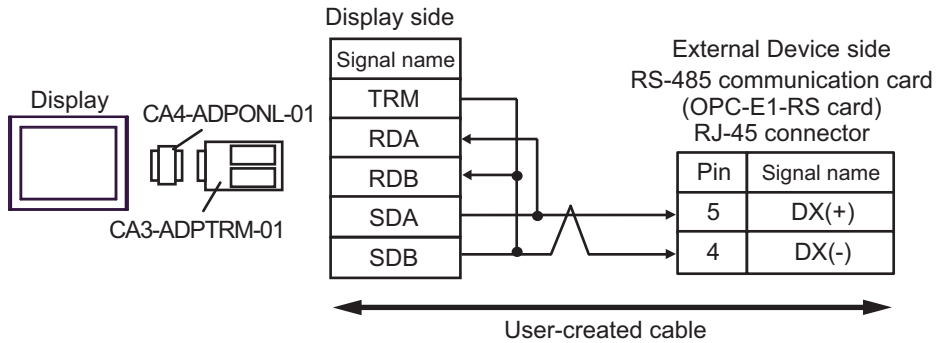 Display side
Signal name
TRM
RDA
RDB
SDA
SDB
Display
CA4-ADPONL-01
CA3-ADPTRM-01
External Device side
RS-485 communication card
(OPC-E1-RS card)
RJ-45 connector
Pin Signal name
5 DX(+)
4 DX(-)
User-created cable